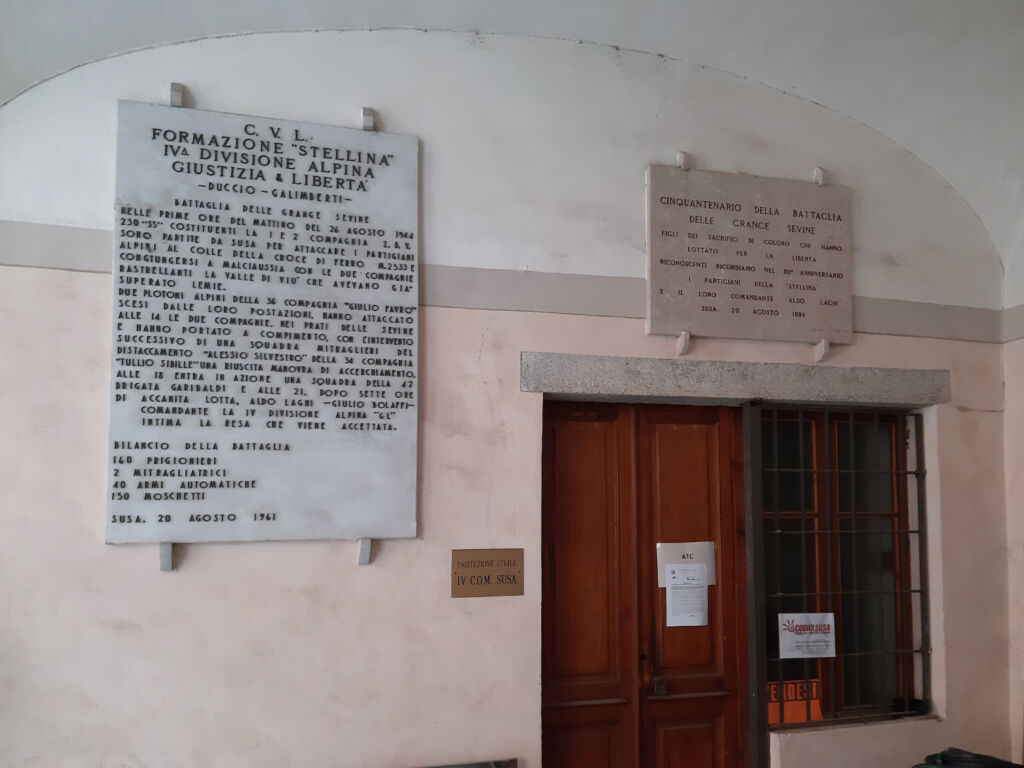 C. V. L.
FORMAZIONE "STELLINA"
IVA DIVISIONE ALPINA
GIUSTIZIA & LIBERTA'
—DUCCIO—GALIMBERTI—
BATTAGLIA DELLE GRANGE SEVINE
NELLE PRIME ORE DEL MATTINO DEL 26 AGOSTO 1944
230 "SS" COSTITUENTI LA 1 E 2 COMPAGNIA Z.B.V.
SONO PARTITE DA SUSA PER ATTACCARE I PARTIGIANI
ALPINI AL COLLE DELLA CROCE DI FERRO M.2533 E
CONGIUNGERSI A MALCIAUSSIA CON LE DUE COMPAGNIE
RASTRELLANTI LA VALLE DI VIU' CHE AVEVANO GIA'
SUPERATO LEMIE.
DUE PLOTONI ALPINI DELLA 36 COMPAGNIA "GIULIO FAVRO"
SCESI DALLE LORO POSTAZIONI, HANNO ATTACCATO
ALLE 14 LE DUE COMPAGNIE. NEI PRATI DELLE SEVINE
E HANNO PORTATO A COMPIMENTO, CON L'INTERVENTO
SUCCESSIVO DI UNA SQUADRA MITRAGLIERI DEL
DISTACCAMENTO "ALESSIO SILVESTRO" DELLA 34 COMPAGNIA
"TULLIO SIBILLE" UNA RIUSCITA MANOVRA DI ACCERCHIAMENTO.
ALLE 18 ENTRA IN AZIONE UNA SQUADRA DELLA 42
BRIGATA GARIBALDI E ALLE 21, DOPO SETTE ORE
DI ACCANITA LOTTA, ALDO LAGHI —GIULIO BOLAFFI—
COMANDANTE LA IV DIVISIONE ALPINA "GL"
INTIMA LA RESA CHE VIENE ACCETTATA.
BILANCIO DELLA BATTAGLIA
160 PRIGIONIERI
2 MITRAGLIATRICI
40 ARMI AUTOMATICHE
150 MOSCHETTI
SUSA. 20 AGOSTO 1961
CINQUANTENARIO DELLA BATTAGLIA
DELLE GRANGE SEVINE
FIGLI DEI SACRIFICI DI COLORO CHE HANNO
LOTTATO PER LA LIBERTA
RICONOSCENTI RICORDIAMO NEL 50° ANNIVERSARIO
I PARTIGIANI DELLA "STELLINA"
E IL LORO COMANDANTE "ALDO LAGHI"
SUSA. 20 AGOSTO 1994
PROTEZIONE CIVILE
IV C.O.M. SUSA
ATC
CODICI SUSA
VENDESI